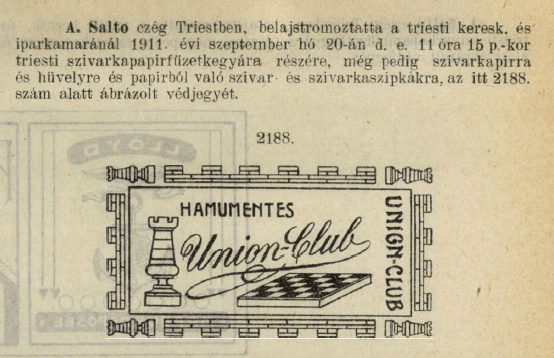 A. Salto czég Triestben, belajstromoztatta a triesti keresk. és
iparkamaránál 1911. évi szeptember hó 20-án d. e. 11 óra 15 p.-kor
triesti szivarkapapirfüzetkegyára részére, még pedig szivarkapirra
és hüvelyre és papirból való szivar- és szivarkaszipkákra, az itt 2188.
szám alatt ábrázolt védjegyét.
2188.
HAMUMENTES
Union-Club
UNION-CLUB
LLOYD